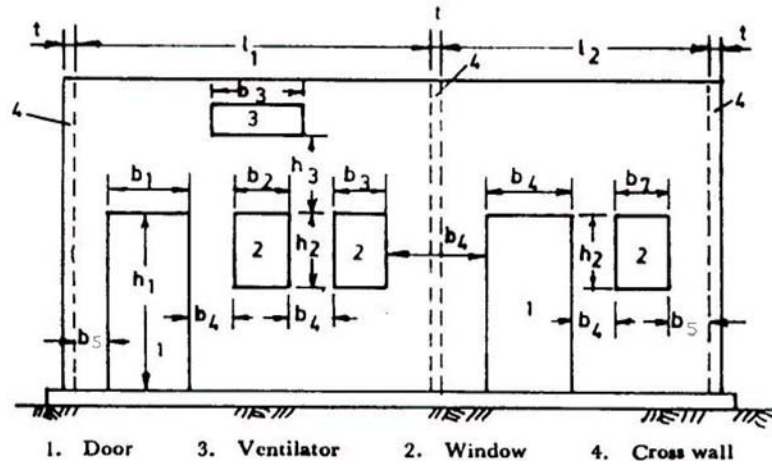 t
t l₁ l₂ t
4 b₃ 4 4
3
b₁ b₂ h₃ b₃ b₄ b₇
h₁ 2 h₂ 2 b₄ h₂ 2
b₅ 1 b₄ b₄ 1 b₄ b₅
1. Door 3. Ventilator 2. Window 4. Cross wall